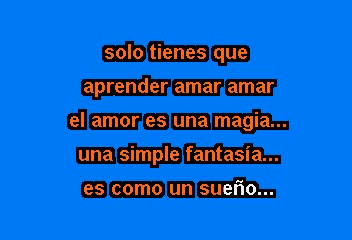 solo tienes que
aprender amar amar
el amor es una magia...
una simple fantasía...
es como un sueño...